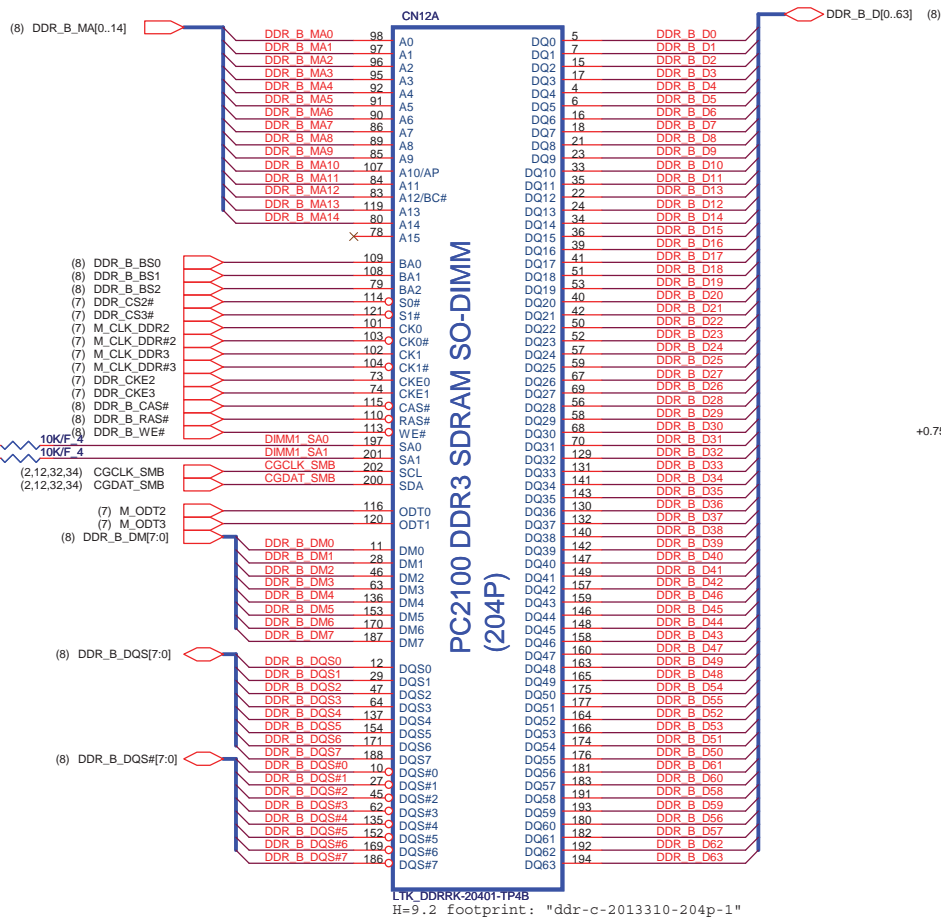 CN12A
(8) DDR_B_MA[0..14]
DDR_B_MA0 98 A0
DDR_B_MA1 97 A1
DDR_B_MA2 96 A2
DDR_B_MA3 95 A3
DDR_B_MA4 92 A4
DDR_B_MA5 91 A5
DDR_B_MA6 90 A6
DDR_B_MA7 86 A7
DDR_B_MA8 89 A8
DDR_B_MA9 85 A9
DDR_B_MA10 107 A10/AP
DDR_B_MA11 84 A11
DDR_B_MA12 83 A12/BC#
DDR_B_MA13 119 A13
DDR_B_MA14 80 A14
78 A15
(8) DDR_B_BS0 109 BA0
(8) DDR_B_BS1 108 BA1
(8) DDR_B_BS2 79 BA2
(7) DDR_CS2# 114 S0#
(7) DDR_CS3# 121 S1#
(7) M_CLK_DDR2 101 CK0
(7) M_CLK_DDR#2 103 CK0#
(7) M_CLK_DDR3 102 CK1
(7) M_CLK_DDR#3 104 CK1#
(7) DDR_CKE2 73 CKE0
(7) DDR_CKE3 74 CKE1
(8) DDR_B_CAS# 115 CAS#
(8) DDR_B_RAS# 110 RAS#
(8) DDR_B_WE# 113 WE#
10K/F_4 DIMM1_SA0 197 SA0
10K/F_4 DIMM1_SA1 201 SA1
(2,12,32,34) CGCLK_SMB CGCLK_SMB 202 SCL
(2,12,32,34) CGDAT_SMB CGDAT_SMB 200 SDA
(7) M_ODT2 116 ODT0
(7) M_ODT3 120 ODT1
(8) DDR_B_DM[7:0]
DDR_B_DM0 11 DM0
DDR_B_DM1 28 DM1
DDR_B_DM2 46 DM2
DDR_B_DM3 63 DM3
DDR_B_DM4 136 DM4
DDR_B_DM5 153 DM5
DDR_B_DM6 170 DM6
DDR_B_DM7 187 DM7
(8) DDR_B_DQS[7:0]
DDR_B_DQS0 12 DQS0
DDR_B_DQS1 29 DQS1
DDR_B_DQS2 47 DQS2
DDR_B_DQS3 64 DQS3
DDR_B_DQS4 137 DQS4
DDR_B_DQS5 154 DQS5
DDR_B_DQS6 171 DQS6
DDR_B_DQS7 188 DQS7
(8) DDR_B_DQS#[7:0]
DDR_B_DQS#0 10 DQS#0
DDR_B_DQS#1 27 DQS#1
DDR_B_DQS#2 45 DQS#2
DDR_B_DQS#3 62 DQS#3
DDR_B_DQS#4 135 DQS#4
DDR_B_DQS#5 152 DQS#5
DDR_B_DQS#6 169 DQS#6
DDR_B_DQS#7 186 DQS#7
PC2100 DDR3 SDRAM SO-DIMM
(204P)
DDR_B_D[0..63] (8)
DQ0 5 DDR_B_D0
DQ1 7 DDR_B_D1
DQ2 15 DDR_B_D2
DQ3 17 DDR_B_D3
DQ4 4 DDR_B_D4
DQ5 6 DDR_B_D5
DQ6 16 DDR_B_D6
DQ7 18 DDR_B_D7
DQ8 21 DDR_B_D8
DQ9 23 DDR_B_D9
DQ10 33 DDR_B_D10
DQ11 35 DDR_B_D11
DQ12 22 DDR_B_D13
DQ13 24 DDR_B_D12
DQ14 34 DDR_B_D14
DQ15 36 DDR_B_D15
DQ16 39 DDR_B_D16
DQ17 41 DDR_B_D17
DQ18 51 DDR_B_D18
DQ19 53 DDR_B_D19
DQ20 40 DDR_B_D20
DQ21 42 DDR_B_D21
DQ22 50 DDR_B_D22
DQ23 52 DDR_B_D23
DQ24 57 DDR_B_D24
DQ25 59 DDR_B_D25
DQ26 67 DDR_B_D27
DQ27 69 DDR_B_D26
DQ28 56 DDR_B_D28
DQ29 58 DDR_B_D29
DQ30 68 DDR_B_D30
DQ31 70 DDR_B_D31
DQ32 129 DDR_B_D32
DQ33 131 DDR_B_D33
DQ34 141 DDR_B_D34
DQ35 143 DDR_B_D35
DQ36 130 DDR_B_D36
DQ37 132 DDR_B_D37
DQ38 140 DDR_B_D38
DQ39 142 DDR_B_D39
DQ40 147 DDR_B_D40
DQ41 149 DDR_B_D41
DQ42 157 DDR_B_D42
DQ43 159 DDR_B_D46
DQ44 146 DDR_B_D45
DQ45 148 DDR_B_D44
DQ46 158 DDR_B_D43
DQ47 160 DDR_B_D47
DQ48 163 DDR_B_D49
DQ49 165 DDR_B_D48
DQ50 175 DDR_B_D54
DQ51 177 DDR_B_D55
DQ52 164 DDR_B_D52
DQ53 166 DDR_B_D53
DQ54 174 DDR_B_D51
DQ55 176 DDR_B_D50
DQ56 181 DDR_B_D61
DQ57 183 DDR_B_D60
DQ58 191 DDR_B_D58
DQ59 193 DDR_B_D59
DQ60 180 DDR_B_D56
DQ61 182 DDR_B_D57
DQ62 192 DDR_B_D62
DQ63 194 DDR_B_D63
+0.75
LTK_DDRRK-20401-TP4B
H=9.2 footprint: "ddr-c-2013310-204p-1"